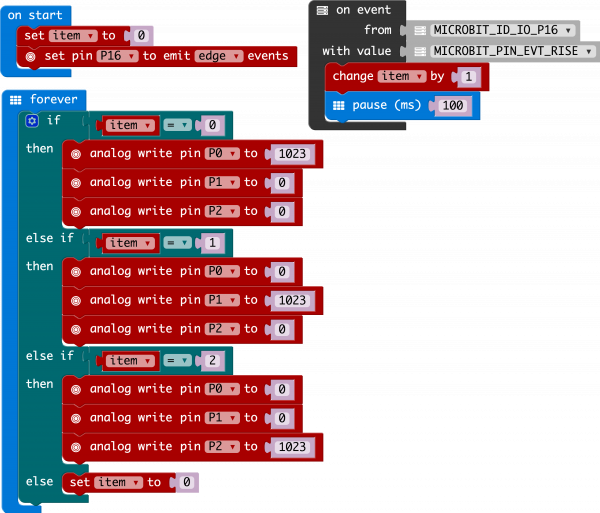 on start
set item to 0
set pin P16 to emit edge events
on event
from MICROBIT_ID_IO_P16
with value MICROBIT_PIN_EVT_RISE
change item by 1
pause (ms) 100
forever
if item = 0
then analog write pin P0 to 1023
analog write pin P1 to 0
analog write pin P2 to 0
else if item = 1
then analog write pin P0 to 0
analog write pin P1 to 1023
analog write pin P2 to 0
else if item = 2
then analog write pin P0 to 0
analog write pin P1 to 0
analog write pin P2 to 1023
else set item to 0